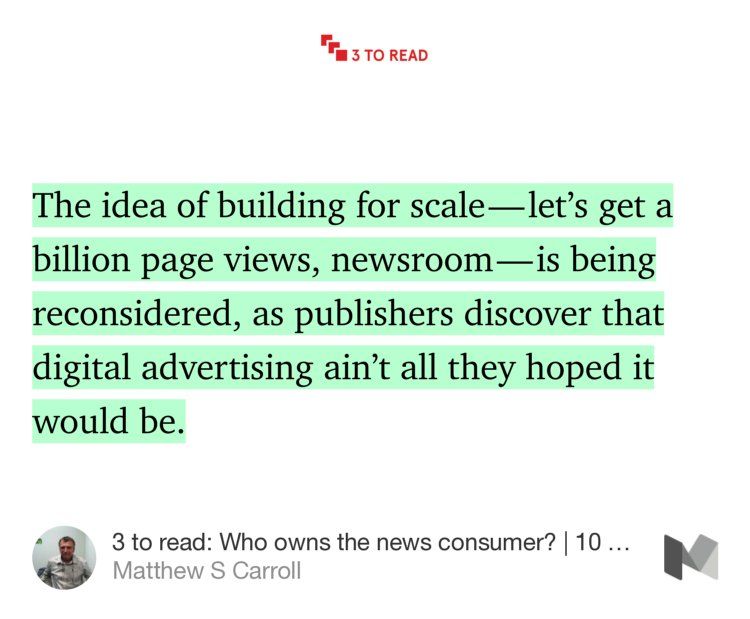 3 TO READ
The idea of building for scale — let’s get a
billion page views, newsroom — is being
reconsidered, as publishers discover that
digital advertising ain’t all they hoped it
would be.
3 to read: Who owns the news consumer? | 10 …
Matthew S Carroll